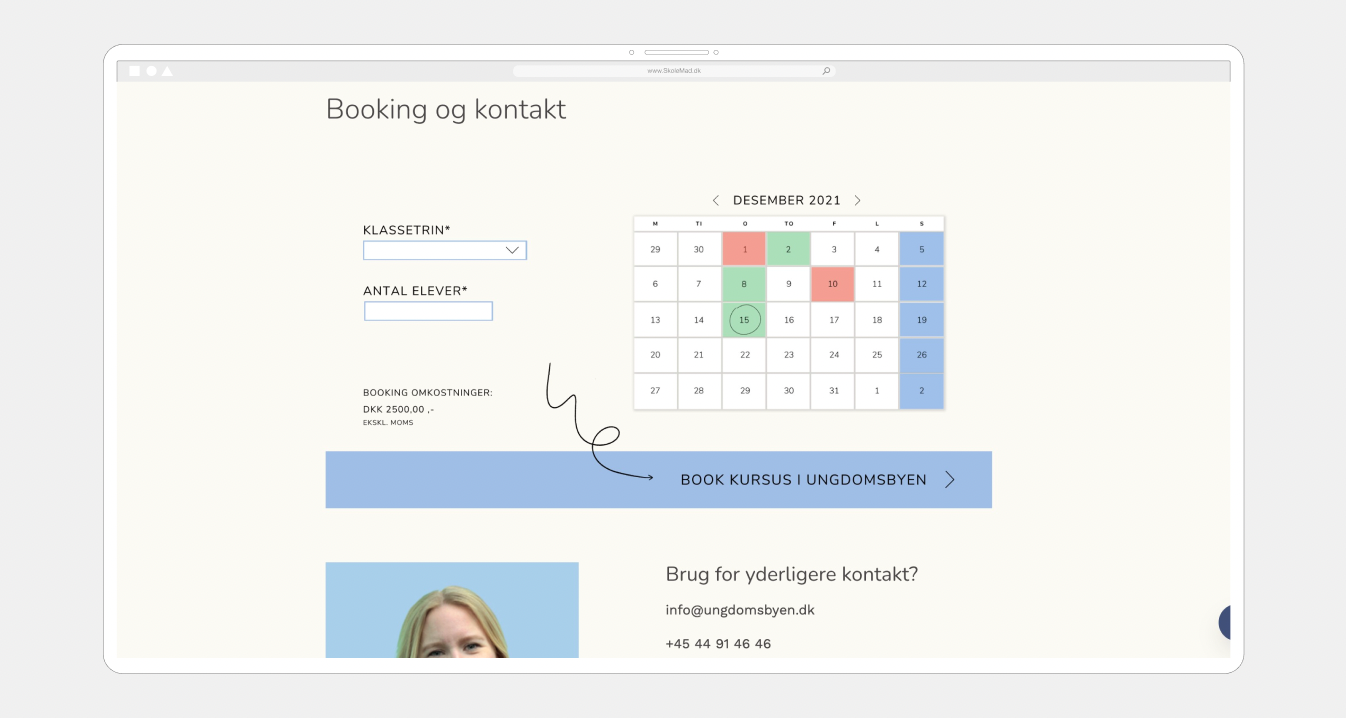 www.SkoleMad.dk
Booking og kontakt
KLASSETRIN*
ANTAL ELEVER*
BOOKING OMKOSTNINGER:
DKK 2500,00 ,-
EKSKL. MOMS
DESEMBER 2021
M TI O TO F L S
29 30 1 2 3 4 5
6 7 8 9 10 11 12
13 14 15 16 17 18 19
20 21 22 23 24 25 26
27 28 29 30 31 1 2
BOOK KURSUS I UNGDOMSBYEN
Brug for yderligere kontakt?
info@ungdomsbyen.dk
+45 44 91 46 46